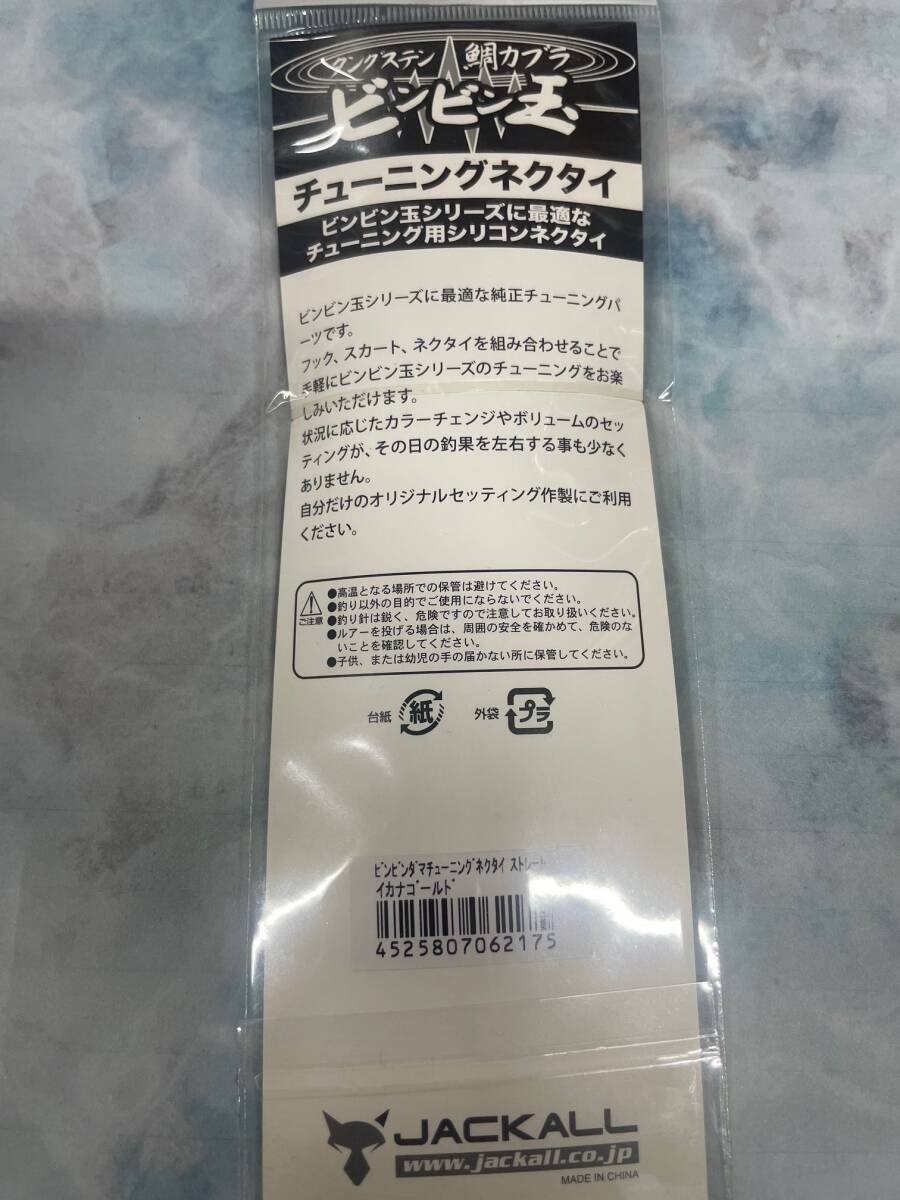 タングステン 鯛カブラ
ビンビン玉
チューニングネクタイ
ビンビン玉シリーズに最適な
チューニング用シリコンネクタイ
ビンビン玉シリーズに最適な純正チューニングパ
ーツです。
フック、スカート、ネクタイを組み合わせることで
手軽にビンビン玉シリーズのチューニングをお楽
しみいただけます。
状況に応じたカラーチェンジやボリュームのセッ
ティングが、その日の釣果を左右する事も少なく
ありません。
自分だけのオリジナルセッティング作製にご利用
ください。
ご注意
●高温となる場所での保管は避けてください。
●釣り以外の目的でご使用にならないでください。
●釣り針は鋭く、危険ですので注意してお取り扱いください。
●ルアーを投げる場合は、周囲の安全を確かめて、危険のな
いことを確認してください。
●子供、または幼児の手の届かない所に保管してください。
台紙 紙 外袋 プラ
ﾋﾞﾝﾋﾞﾝﾀﾞﾏﾁｭｰﾆﾝｸﾞﾈｸﾀｲ ｽﾄﾚｰﾄ
イカナゴｰﾙﾄﾞ
4525807062175
JACKALL
www.jackall.co.jp
MADE IN CHINA